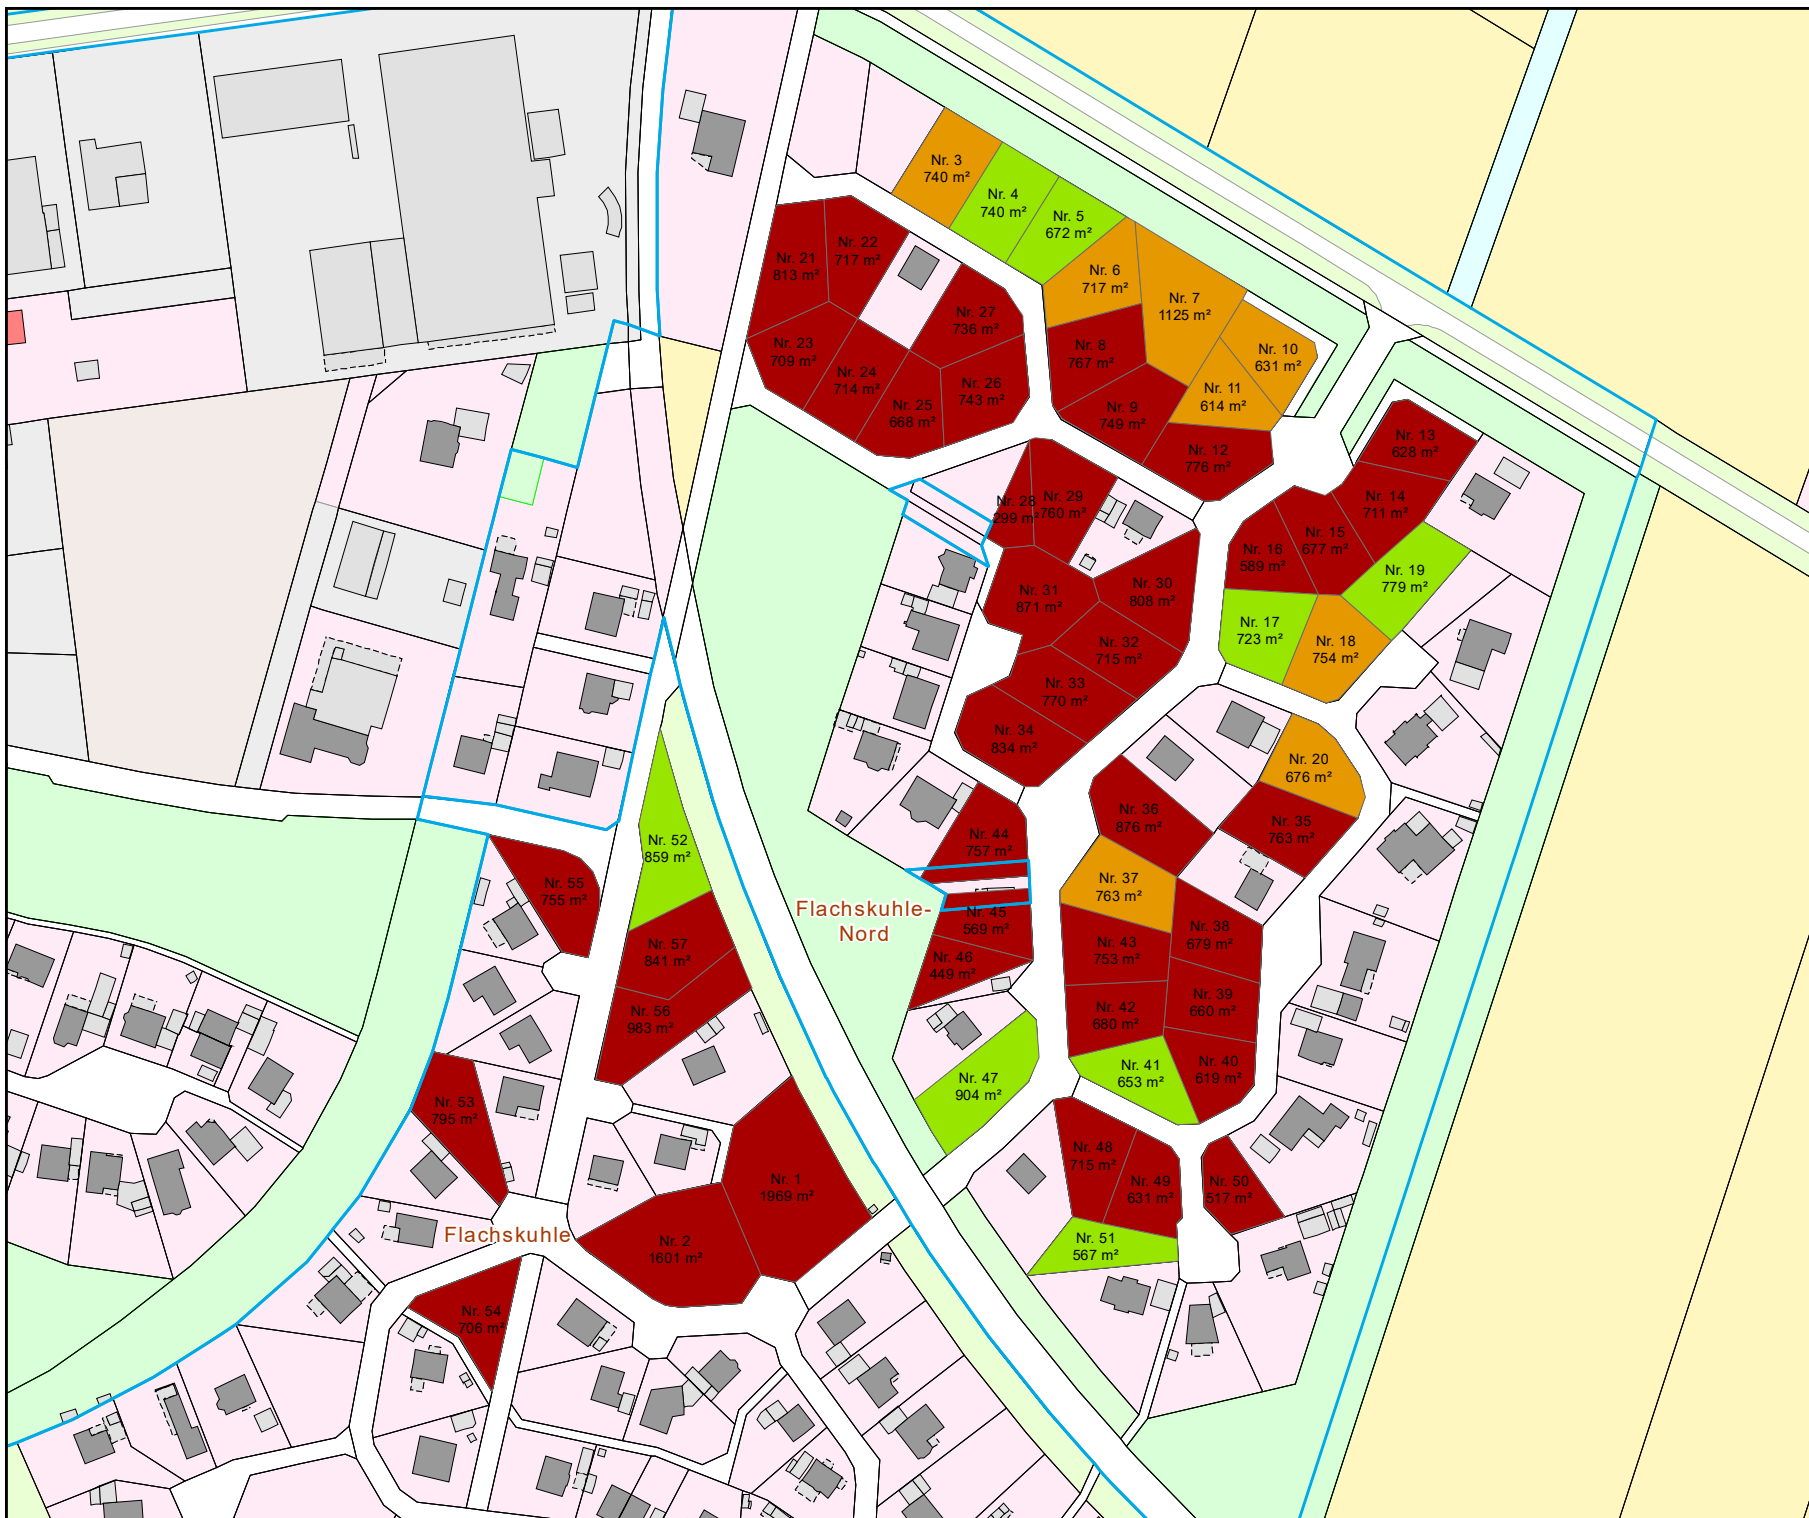 Nr. 3
740 m²
Nr. 4
740 m²
Nr. 5
672 m²
Nr. 6
717 m²
Nr. 7
1125 m²
Nr. 8
767 m²
Nr. 9
749 m²
Nr. 10
631 m²
Nr. 11
614 m²
Nr. 12
776 m²
Nr. 21
813 m²
Nr. 22
717 m²
Nr. 23
709 m²
Nr. 24
714 m²
Nr. 25
668 m²
Nr. 26
743 m²
Nr. 27
736 m²
Nr. 13
628 m²
Nr. 14
711 m²
Nr. 15
677 m²
Nr. 16
589 m²
Nr. 17
723 m²
Nr. 18
754 m²
Nr. 19
779 m²
Nr. 20
676 m²
Nr. 28
299 m²
Nr. 29
760 m²
Nr. 30
808 m²
Nr. 31
871 m²
Nr. 32
715 m²
Nr. 33
770 m²
Nr. 34
834 m²
Nr. 35
763 m²
Nr. 36
876 m²
Nr. 37
763 m²
Nr. 38
679 m²
Nr. 39
660 m²
Nr. 40
619 m²
Nr. 41
653 m²
Nr. 42
680 m²
Nr. 43
753 m²
Nr. 44
757 m²
Nr. 45
569 m²
Nr. 46
449 m²
Nr. 47
904 m²
Nr. 48
715 m²
Nr. 49
631 m²
Nr. 50
517 m²
Nr. 51
567 m²
Flachskuhle-
Nord
Nr. 52
859 m²
Nr. 55
755 m²
Nr. 57
841 m²
Nr. 56
983 m²
Nr. 53
795 m²
Nr. 1
1969 m²
Nr. 2
1601 m²
Flachskuhle
Nr. 54
706 m²